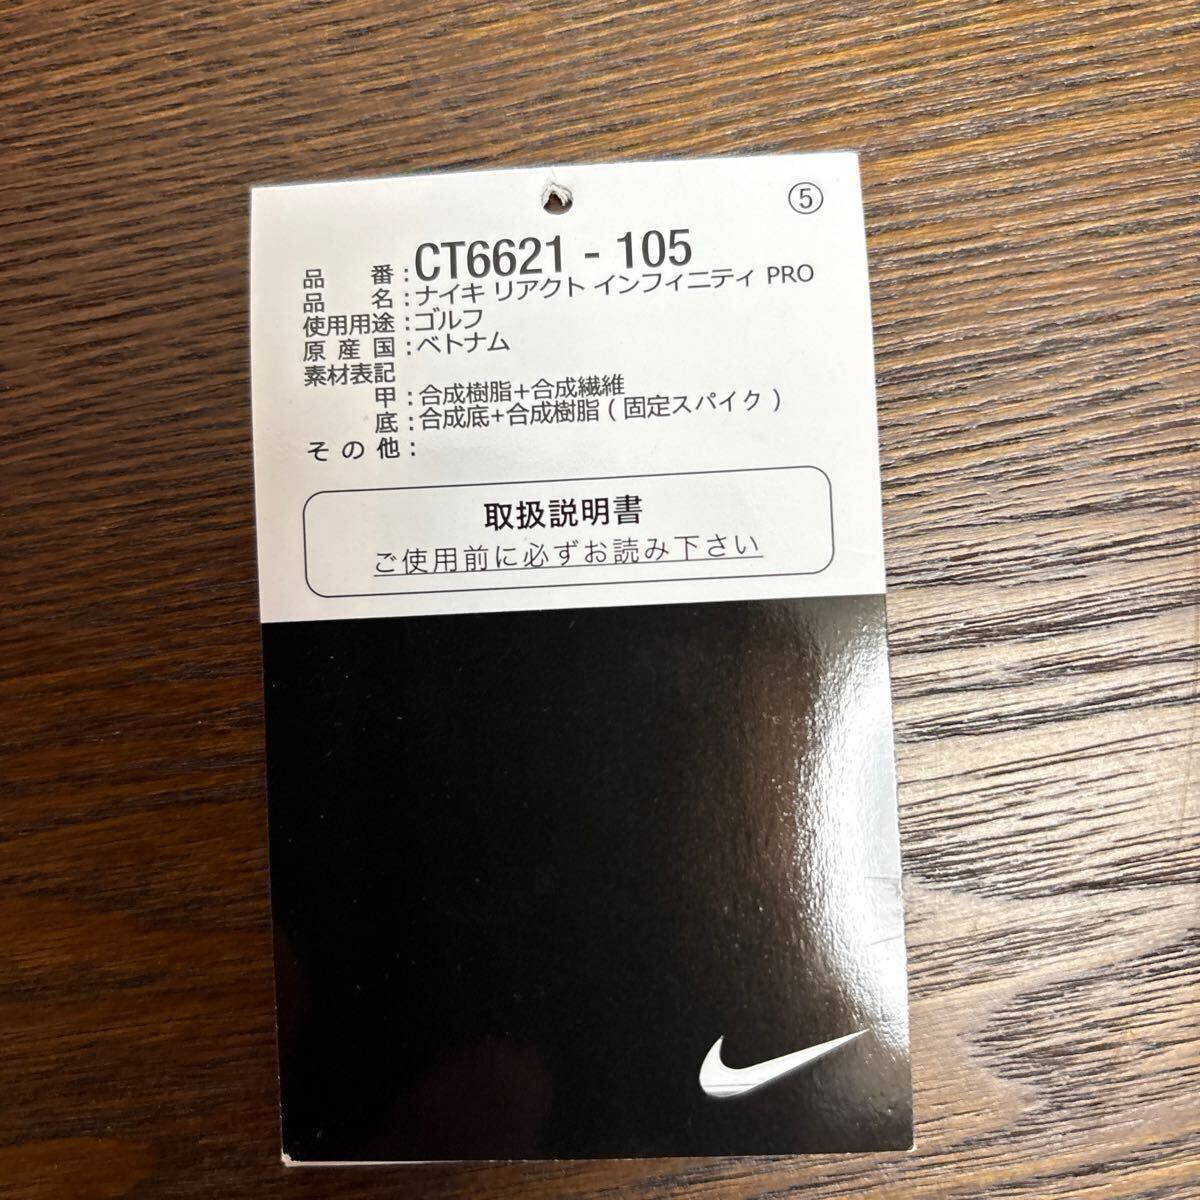 ⑤
品番:CT6621 - 105
品名:ナイキ リアクト インフィニティ PRO
使用用途:ゴルフ
原産国:ベトナム
素材表記
甲:合成樹脂+合成繊維
底:合成底+合成樹脂(固定スパイク)
その他:
取扱説明書
ご使用前に必ずお読み下さい